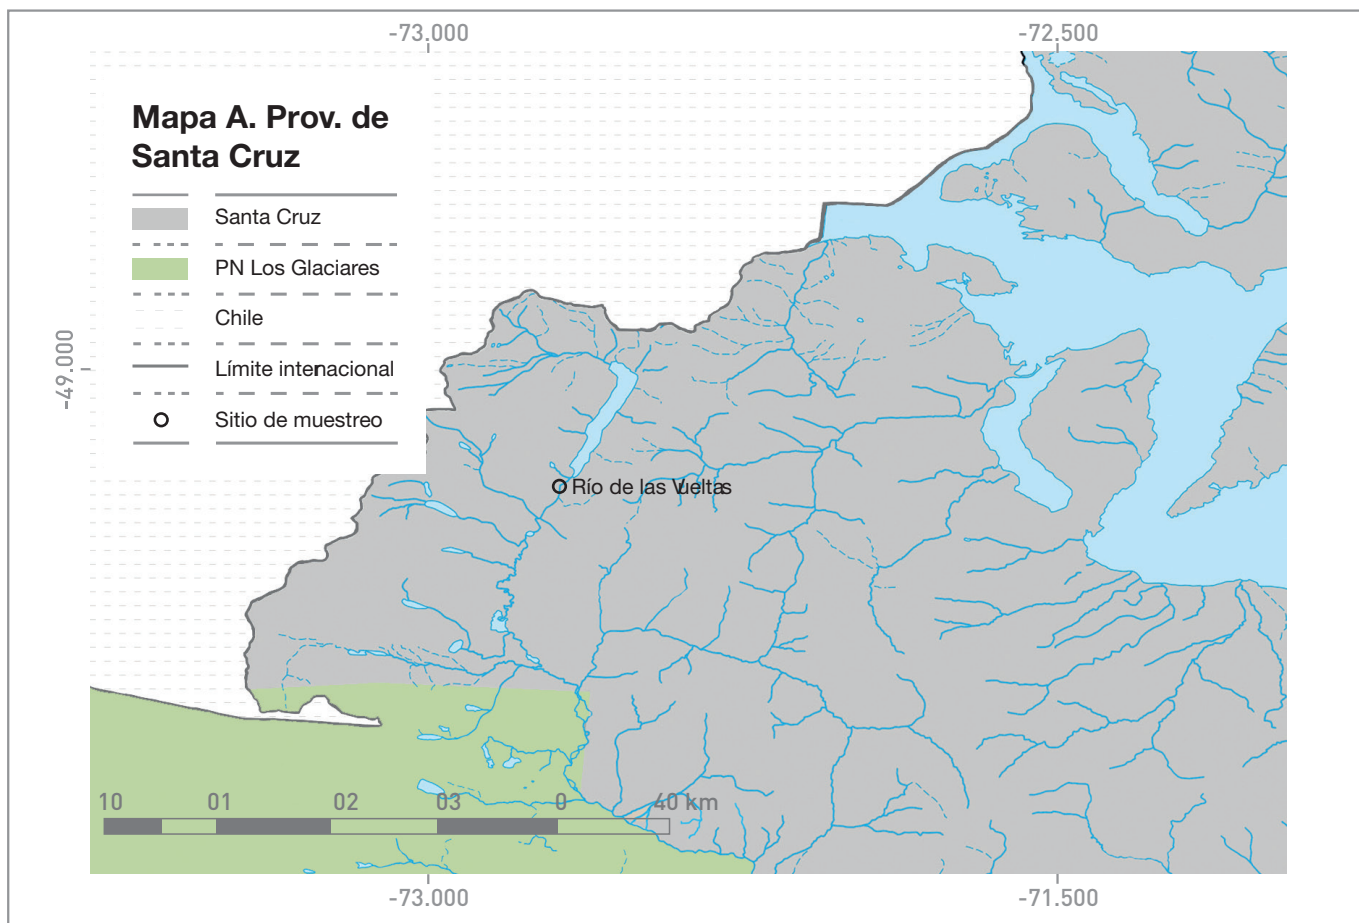 -73.000 -72.500
Mapa A. Prov. de
Santa Cruz
Santa Cruz
PN Los Glaciares
Chile
Límite internacional
Sitio de muestreo
-49.000
Río de las Vueltas
10 01 02 03 0 40 km
-73.000 -71.500